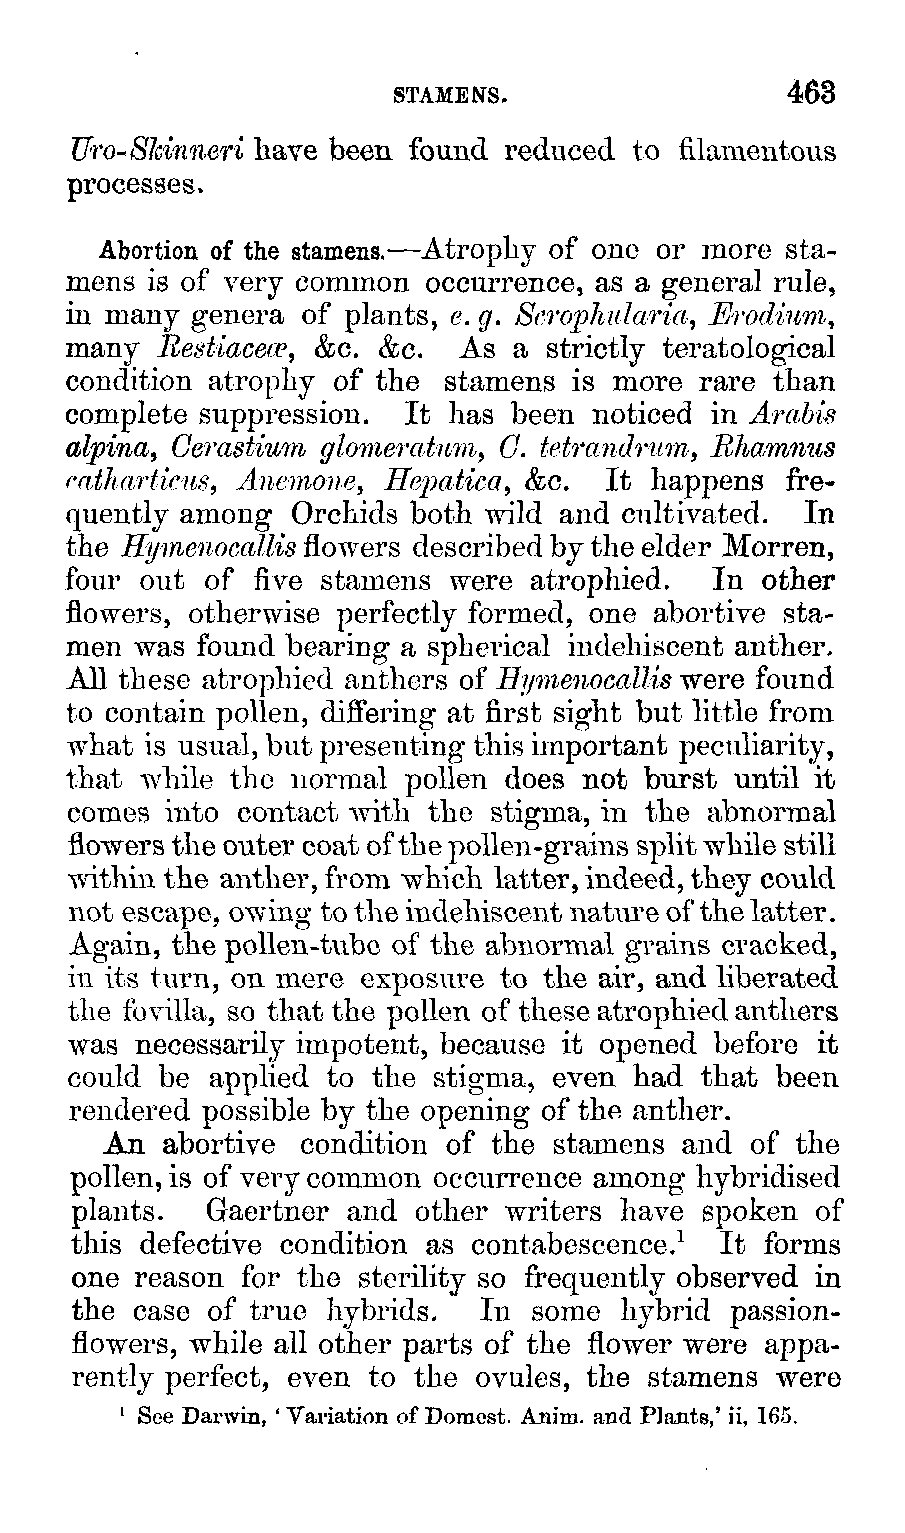 STAMENS. 463
Uro-Skinneri have been found reduced to filamentous
processes.
Abortion of the stamens.—Atrophy of one or more sta-
mens is of very common occurrence, as a general rule,
in many genera of plants, e. g. Scrophularia, Erodium,
many Restiaceæ, &c. &c. As a strictly teratological
condition atrophy of the stamens is more rare than
complete suppression. It has been noticed in Arabis
alpina, Cerastium glomeratum, C. tetrandrum, Rhamnus
catharticus, Anemone, Hepatica, &c. It happens fre-
quently among Orchids both wild and cultivated. In
the Hymenocallis flowers described by the elder Morren,
four out of five stamens were atrophied. In other
flowers, otherwise perfectly formed, one abortive sta-
men was found bearing a spherical indehiscent anther.
All these atrophied anthers of Hymenocallis were found
to contain pollen, differing at first sight but little from
what is usual, but presenting this important peculiarity,
that while the normal pollen does not burst until it
comes into contact with the stigma, in the abnormal
flowers the outer coat of the pollen-grains split while still
within the anther, from which latter, indeed, they could
not escape, owing to the indehiscent nature of the latter.
Again, the pollen-tube of the abnormal grains cracked,
in its turn, on mere exposure to the air, and liberated
the fovilla, so that the pollen of these atrophied anthers
was necessarily impotent, because it opened before it
could be applied to the stigma, even had that been
rendered possible by the opening of the anther.
An abortive condition of the stamens and of the
pollen, is of very common occurrence among hybridised
plants. Gaertner and other writers have spoken of
this defective condition as contabescence.¹ It forms
one reason for the sterility so frequently observed in
the case of true hybrids. In some hybrid passion-
flowers, while all other parts of the flower were appa-
rently perfect, even to the ovules, the stamens were
¹ See Darwin, ‘Variation of Domest. Anim. and Plants,’ ii, 165.